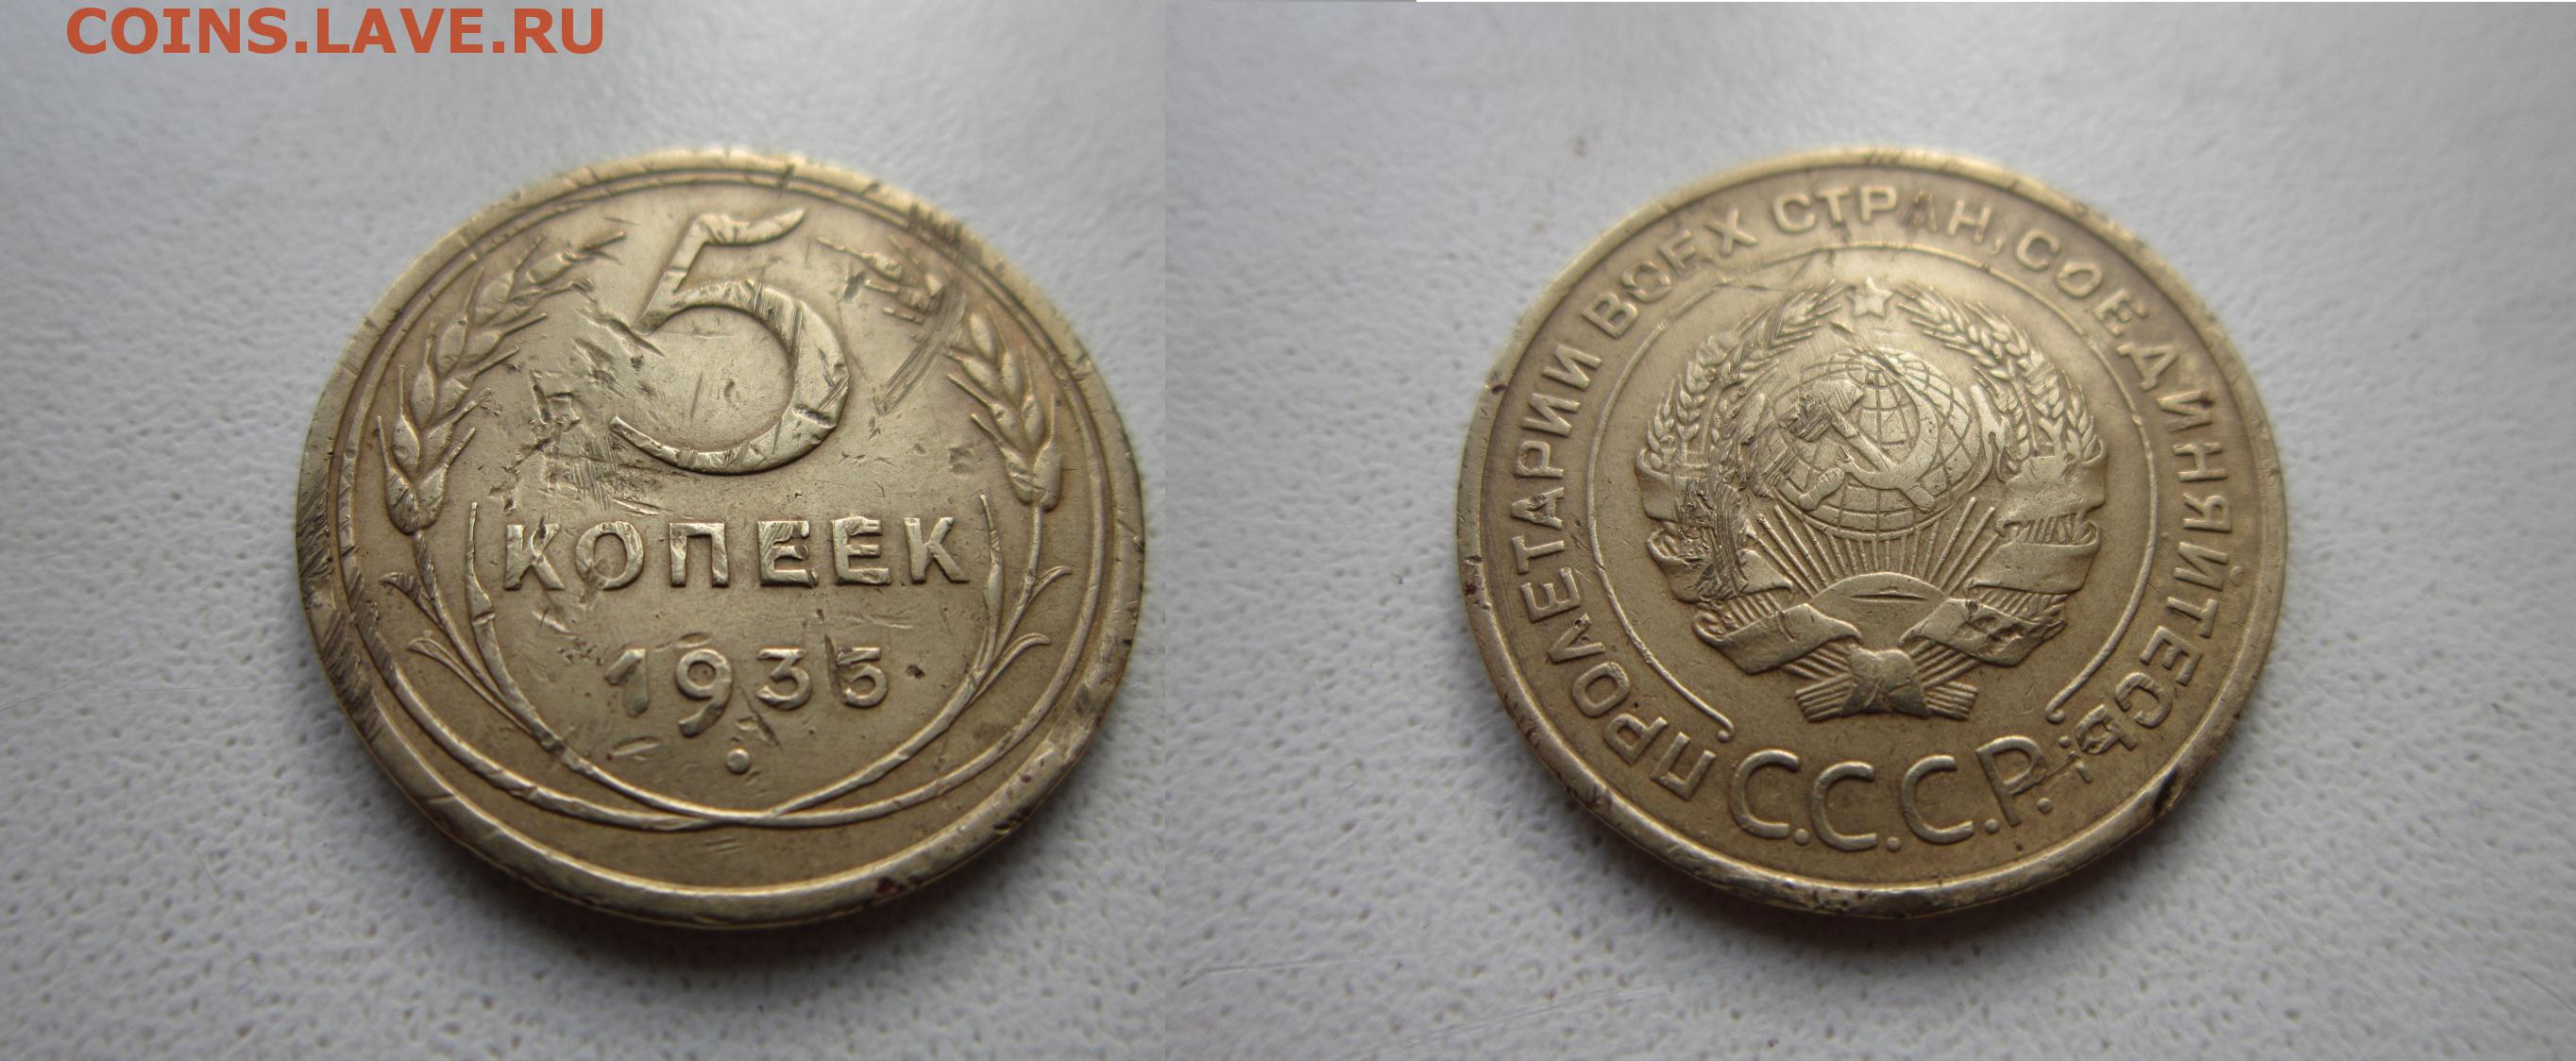 COINS.LAVE.RU
5
КОПЕЕК
1935
ПРОЛЕТАРИИ ВСЕХ СТРАН, СОЕДИНЯЙТЕСЬ!
С.С.С.Р.